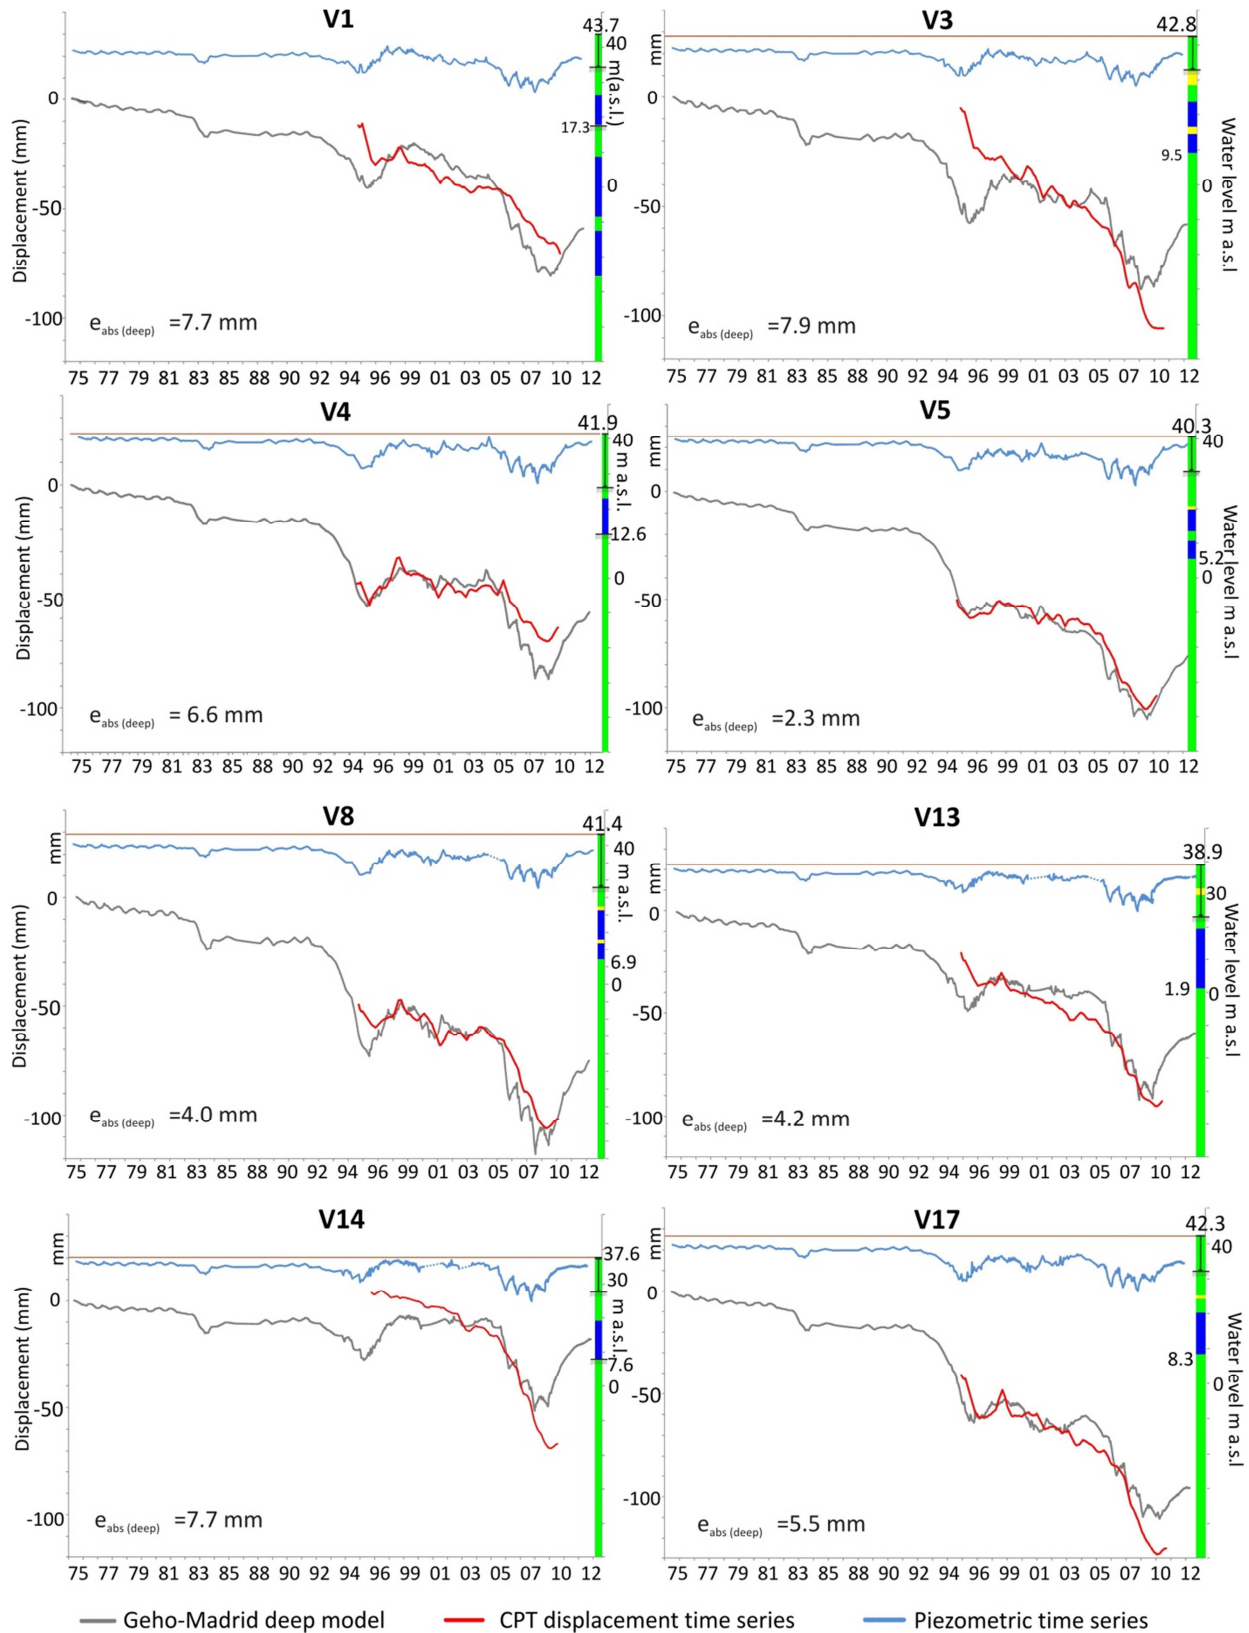 V1
43.7
40
m(a.s.l.)
0
17.3
0
-50
-100
Displacement (mm)
e abs (deep) =7.7 mm
75 77 79 81 83 85 88 90 92 94 96 99 01 03 05 07 10 12
V3
42.8
mm
0
9.5
0
-50
-100
Water level m a.s.l
e abs (deep) =7.9 mm
75 77 79 81 83 85 88 90 92 94 96 99 01 03 05 07 10 12
V4
41.9
40
m a.s.l.
0
12.6
0
-50
-100
Displacement (mm)
e abs (deep) = 6.6 mm
75 77 79 81 83 85 88 90 92 94 96 99 01 03 05 07 10 12
V5
40.3
mm
40
0
5.2
0
-50
-100
Water level m a.s.l
e abs (deep) =2.3 mm
75 77 79 81 83 85 88 90 92 94 96 99 01 03 05 07 10 12
V8
41.4
mm
40
m a.s.l.
0
6.9
0
-50
-100
Displacement (mm)
e abs (deep) =4.0 mm
75 77 79 81 83 85 88 90 92 94 96 99 01 03 05 07 10 12
V13
38.9
mm
30
0
1.9
0
-50
-100
Water level m a.s.l
e abs (deep) =4.2 mm
75 77 79 81 83 85 88 90 92 94 96 99 01 03 05 07 10 12
V14
37.6
mm
30
m a.s.l.
0
7.6
0
-50
-100
Displacement (mm)
e abs (deep) =7.7 mm
75 77 79 81 83 85 88 90 92 94 96 99 01 03 05 07 10 12
V17
42.3
mm
40
0
8.3
0
-50
-100
Water level m a.s.l
e abs (deep) =5.5 mm
75 77 79 81 83 85 88 90 92 94 96 99 01 03 05 07 10 12
Geho-Madrid deep model CPT displacement time series Piezometric time series